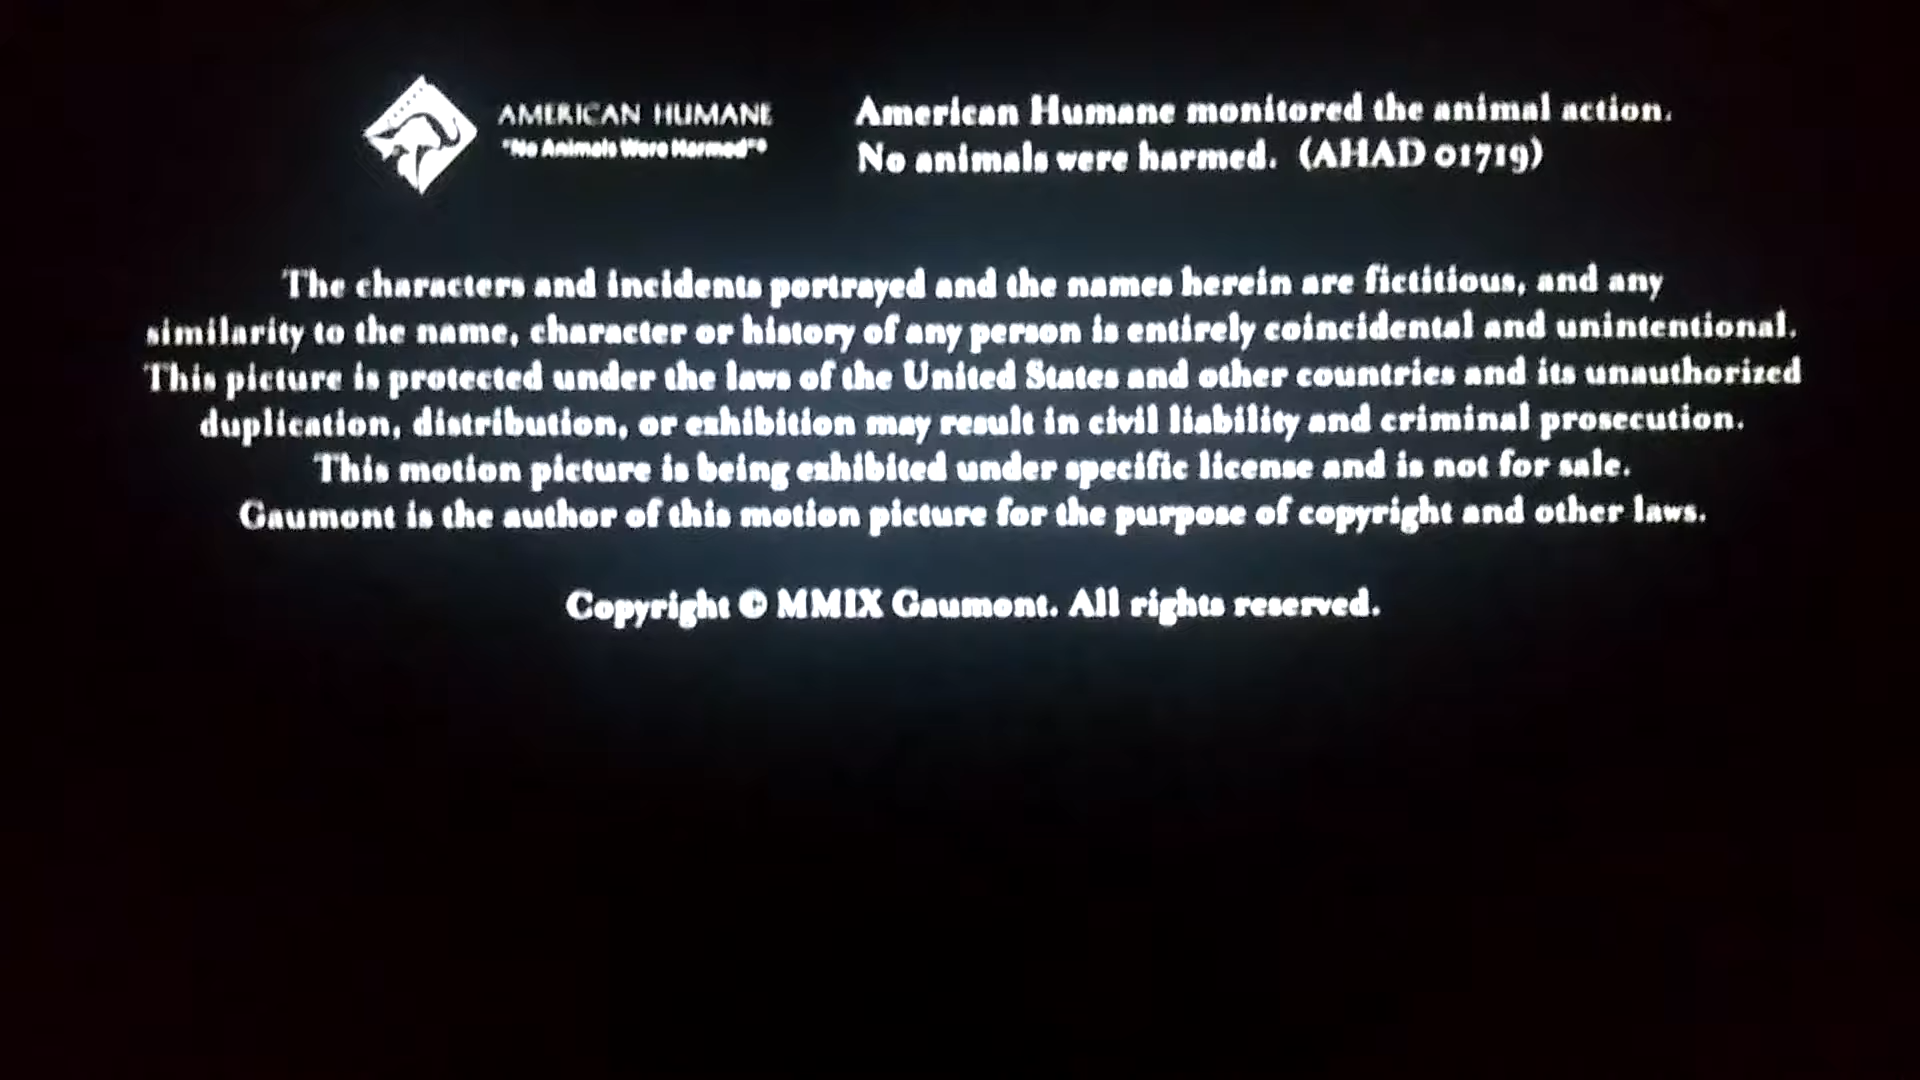 AMERICAN HUMANE
"No Animals Were Harmed"®
American Humane monitored the animal action.
No animals were harmed. (AHAD 01719)
The characters and incidents portrayed and the names herein are fictitious, and any
similarity to the name, character or history of any person is entirely coincidental and unintentional.
This picture is protected under the laws of the United States and other countries and its unauthorized
duplication, distribution, or exhibition may result in civil liability and criminal prosecution.
This motion picture is being exhibited under specific license and is not for sale.
Gaumont is the author of this motion picture for the purpose of copyright and other laws.
Copyright © MMIX Gaumont. All rights reserved.